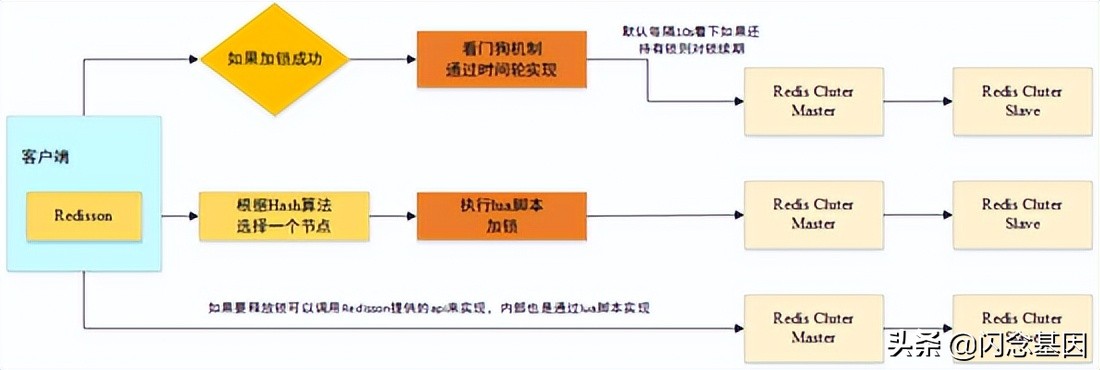 如果加锁成功
看门狗机制
通过时间轮实现
默认每隔10s看下如果还
持有锁则对锁续期
Redis Cluter
Master
Redis Cluter
Slave
客户端
Redisson
根据Hash算法
选择一个节点
执行lua脚本
加锁
Redis Cluter
Master
Redis Cluter
Slave
如果要释放锁可以调用Redisson提供的api来实现，内部也是通过lua脚本实现
Redis Cluter
Master
Redis Cluter
头条 @闪念基因